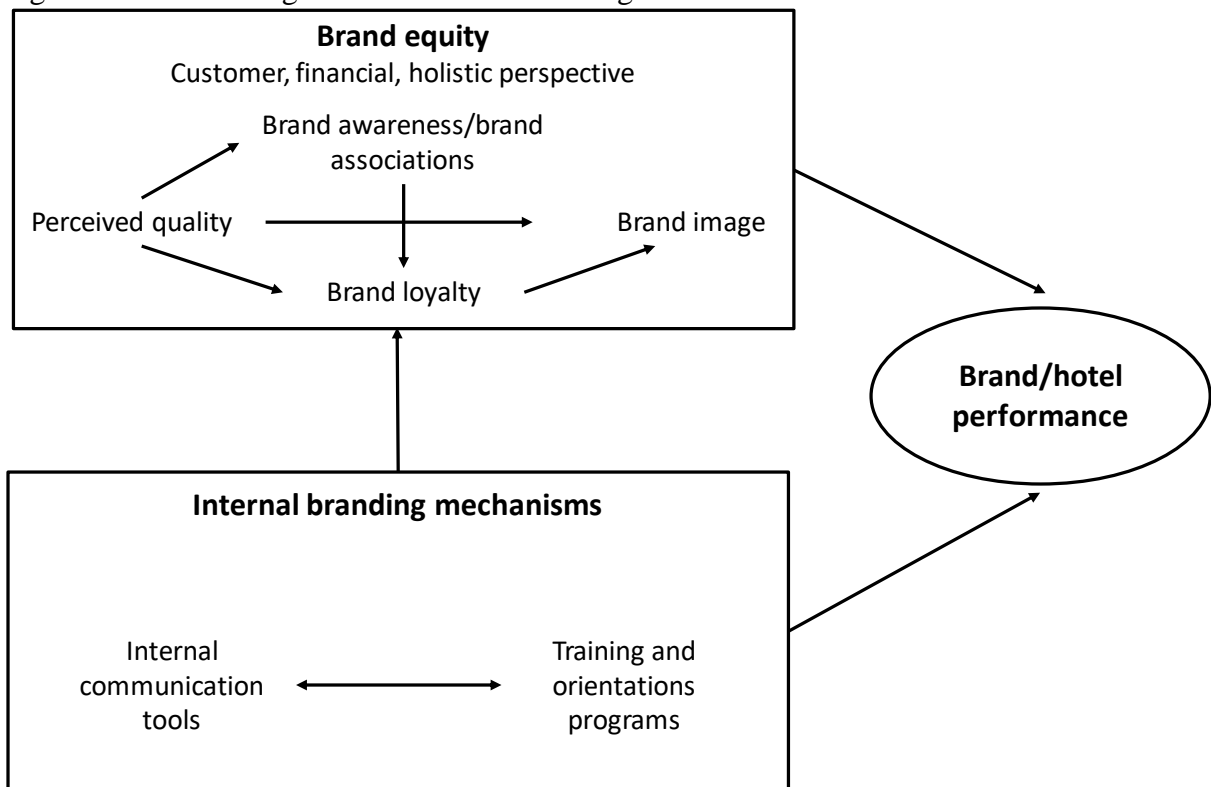 Brand equity
Customer, financial, holistic perspective
Brand awareness/brand
associations
Perceived quality
Brand image
Brand loyalty
Brand/hotel
performance
Internal branding mechanisms
Internal
communication
tools
Training and
orientations
programs